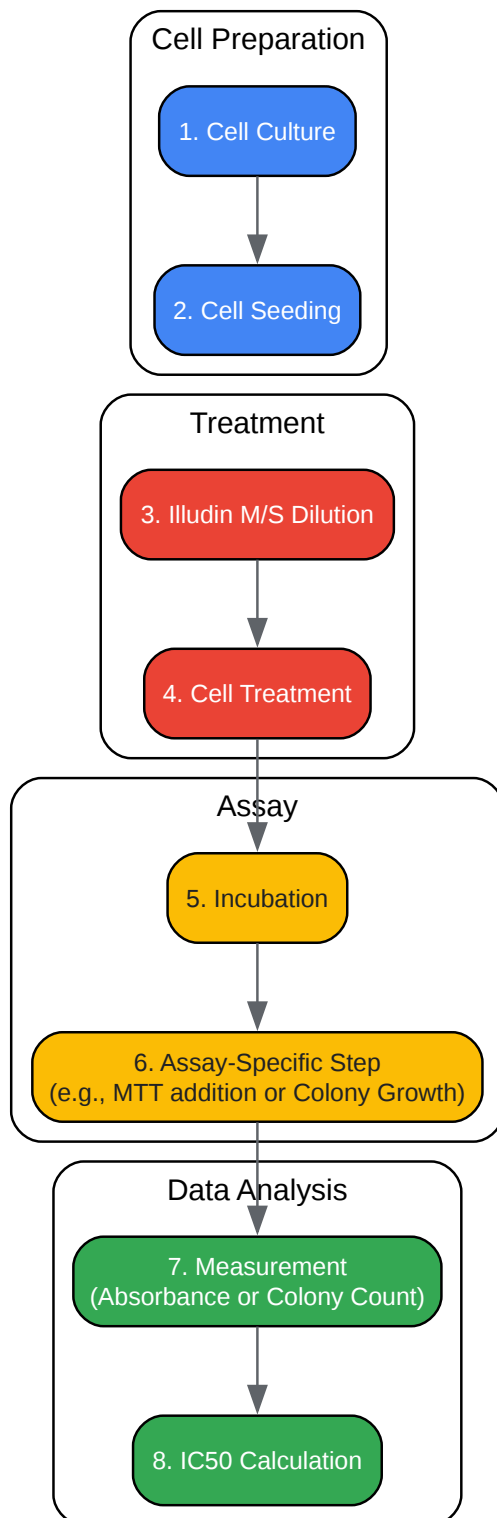 Cell Preparation
1. Cell Culture
2. Cell Seeding
Treatment
3. Illudin M/S Dilution
4. Cell Treatment
Assay
5. Incubation
6. Assay-Specific Step
(e.g., MTT addition or Colony Growth)
Data Analysis
7. Measurement
(Absorbance or Colony Count)
8. IC50 Calculation